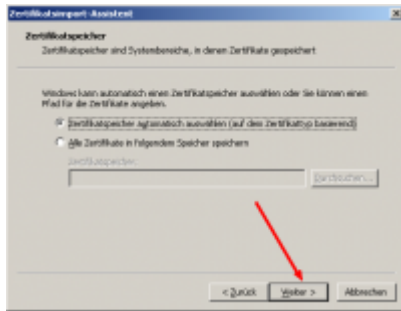 Zertifikatsimport-Assistent
Zertifikatspeicher
Zertifikatspeicher sind Systembereiche, in denen Zertifikate gespeichert
Windows kann automatisch einen Zertifikatspeicher auswählen oder Sie können einen
Pfad für die Zertifikate angeben.
Zertifikatspeicher automatisch auswählen (auf dem Zertifikattyp basierend)
Alle Zertifikate in folgendem Speicher speichern
Zertifikatspeicher:
Durchsuchen...
< Zurück Weiter > Abbrechen